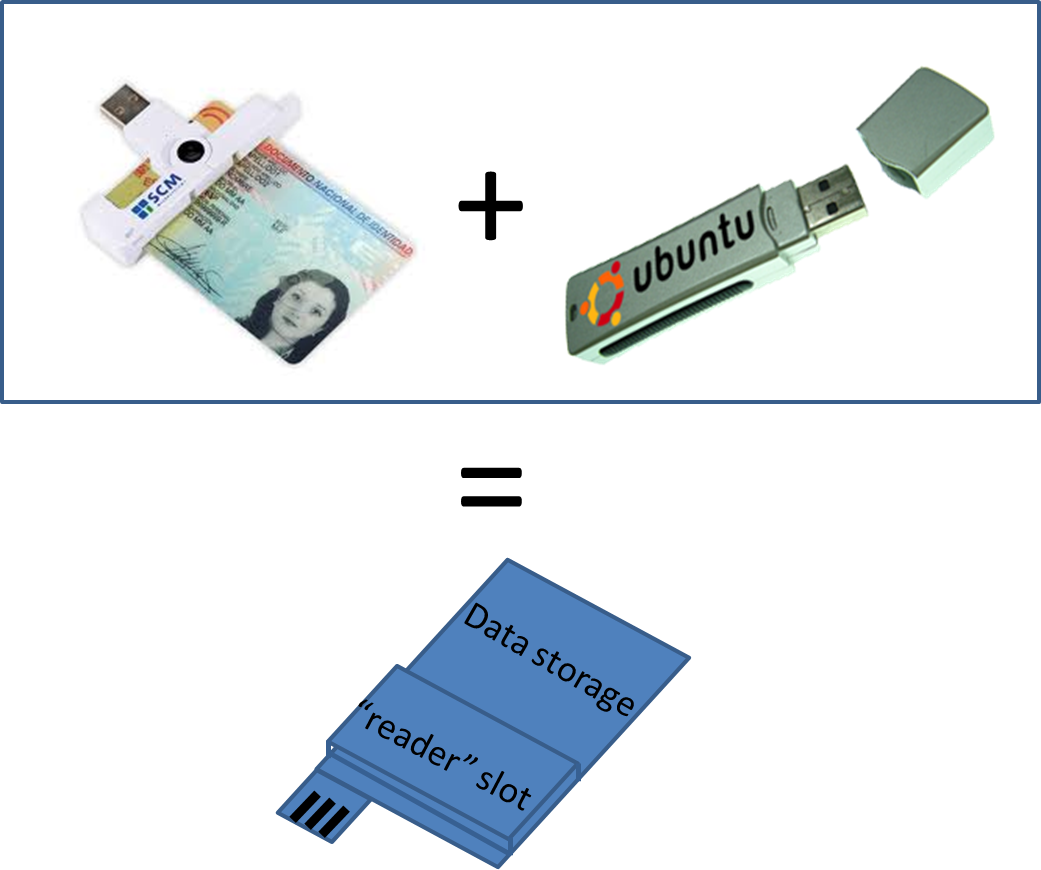 SCM
DOCUMENTO NACIONAL DE IDENTIDAD
+
ubuntu
=
Data storage
“reader” slot